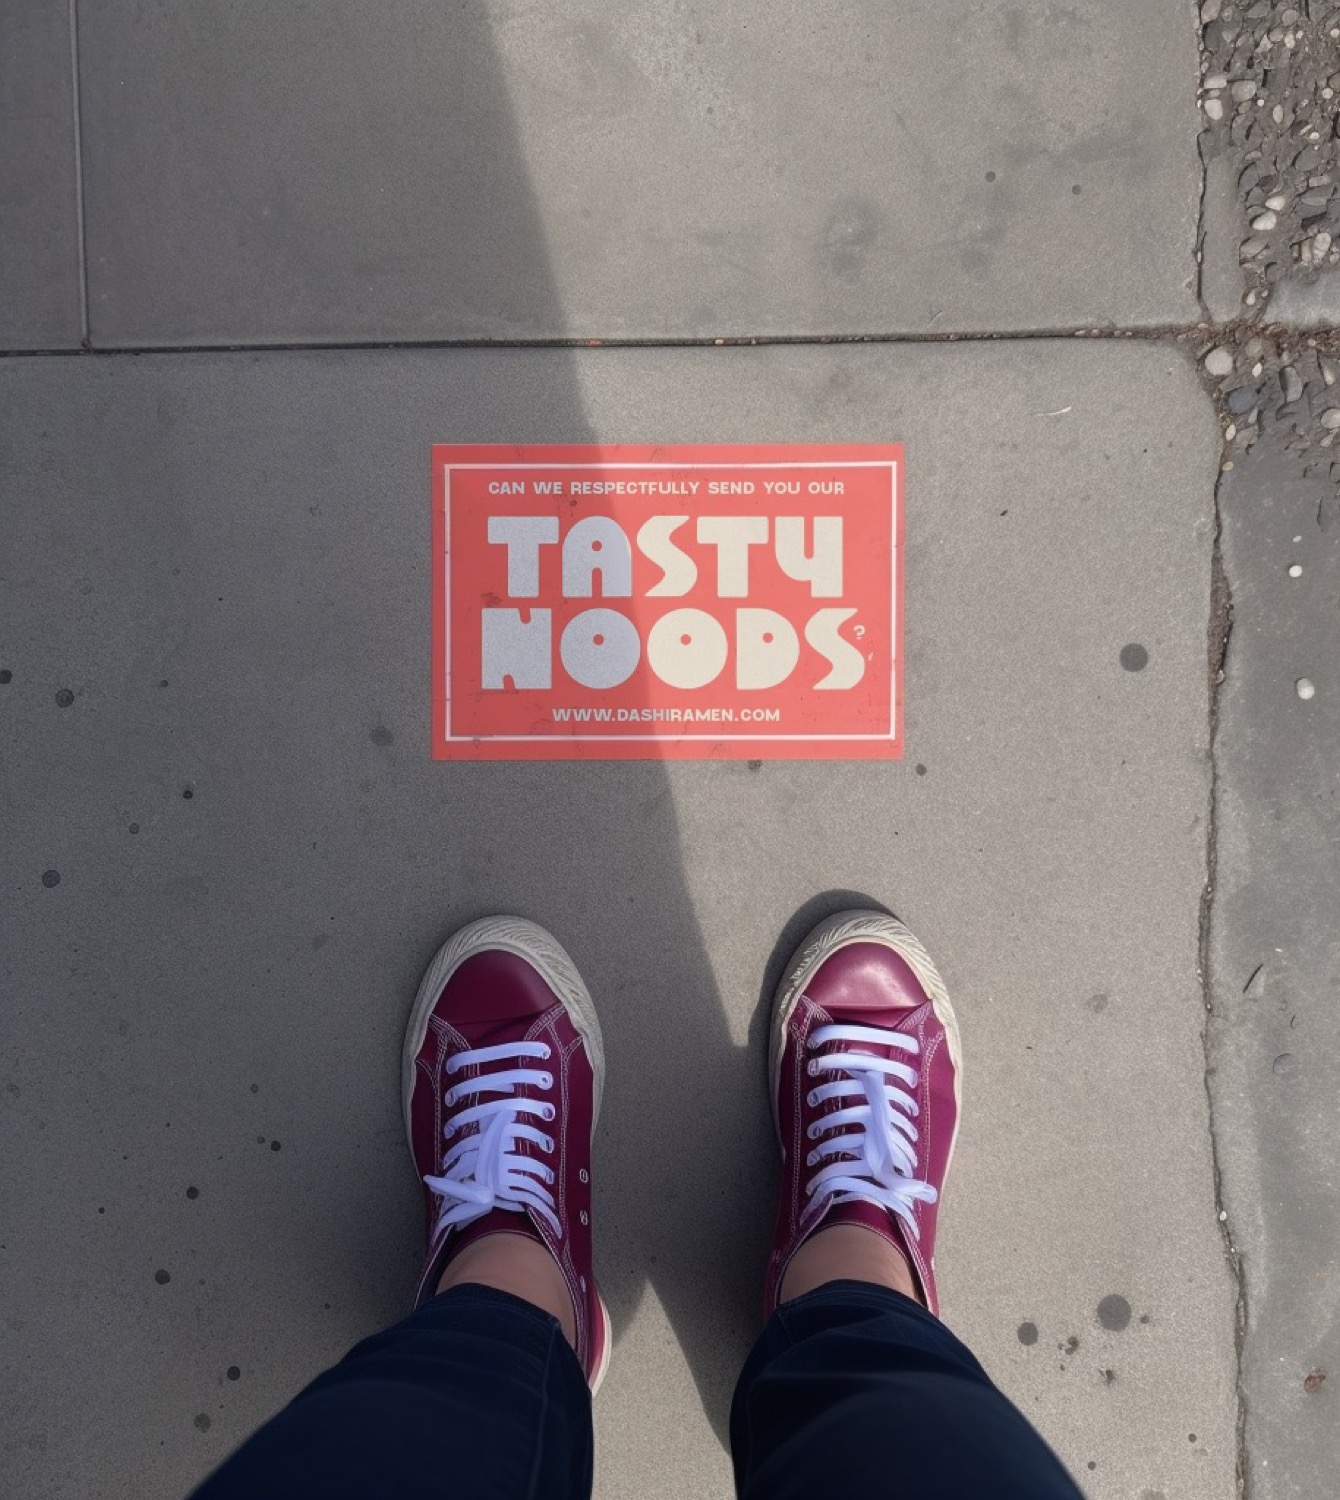 CAN WE RESPECTFULLY SEND YOU OUR
TASTY
NOODS?
WWW.DASHIRAMEN.COM